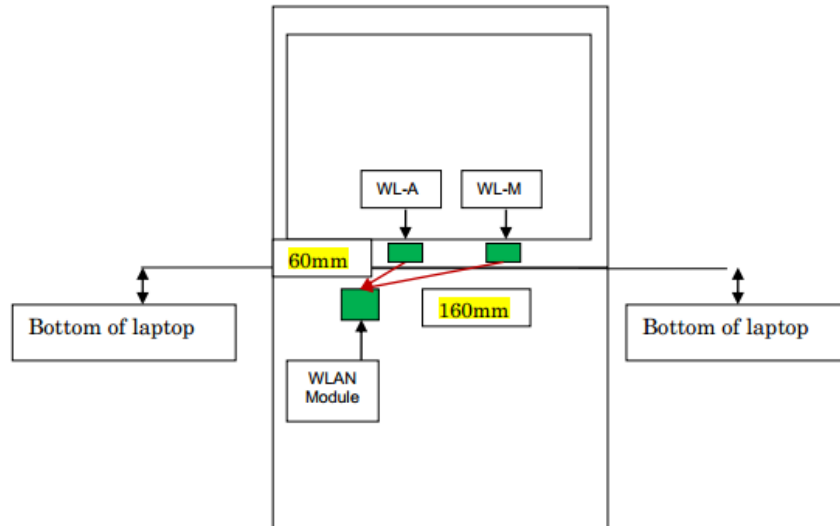 WL-A
WL-M
60mm
Bottom of laptop
160mm
Bottom of laptop
WLAN
Module